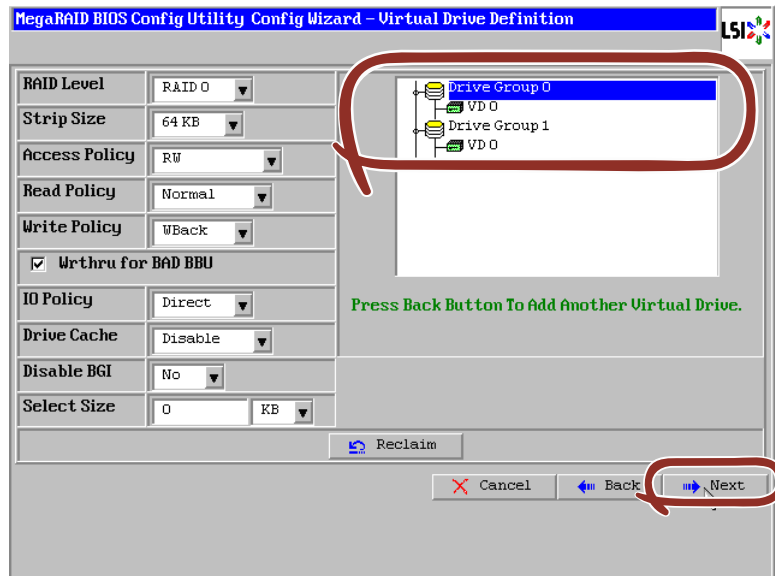 MegaRAID BIOS Config Utility Config Wizard – Virtual Drive Definition
LSI
RAID Level RAID 0
Strip Size 64 KB
Access Policy RW
Read Policy Normal
Write Policy WBack
Wrthru for BAD BBU
IO Policy Direct
Drive Cache Disable
Disable BGI No
Select Size 0 KB
Drive Group 0
VD 0
Drive Group 1
VD 0
Press Back Button To Add Another Virtual Drive.
Reclaim
Cancel Back Next